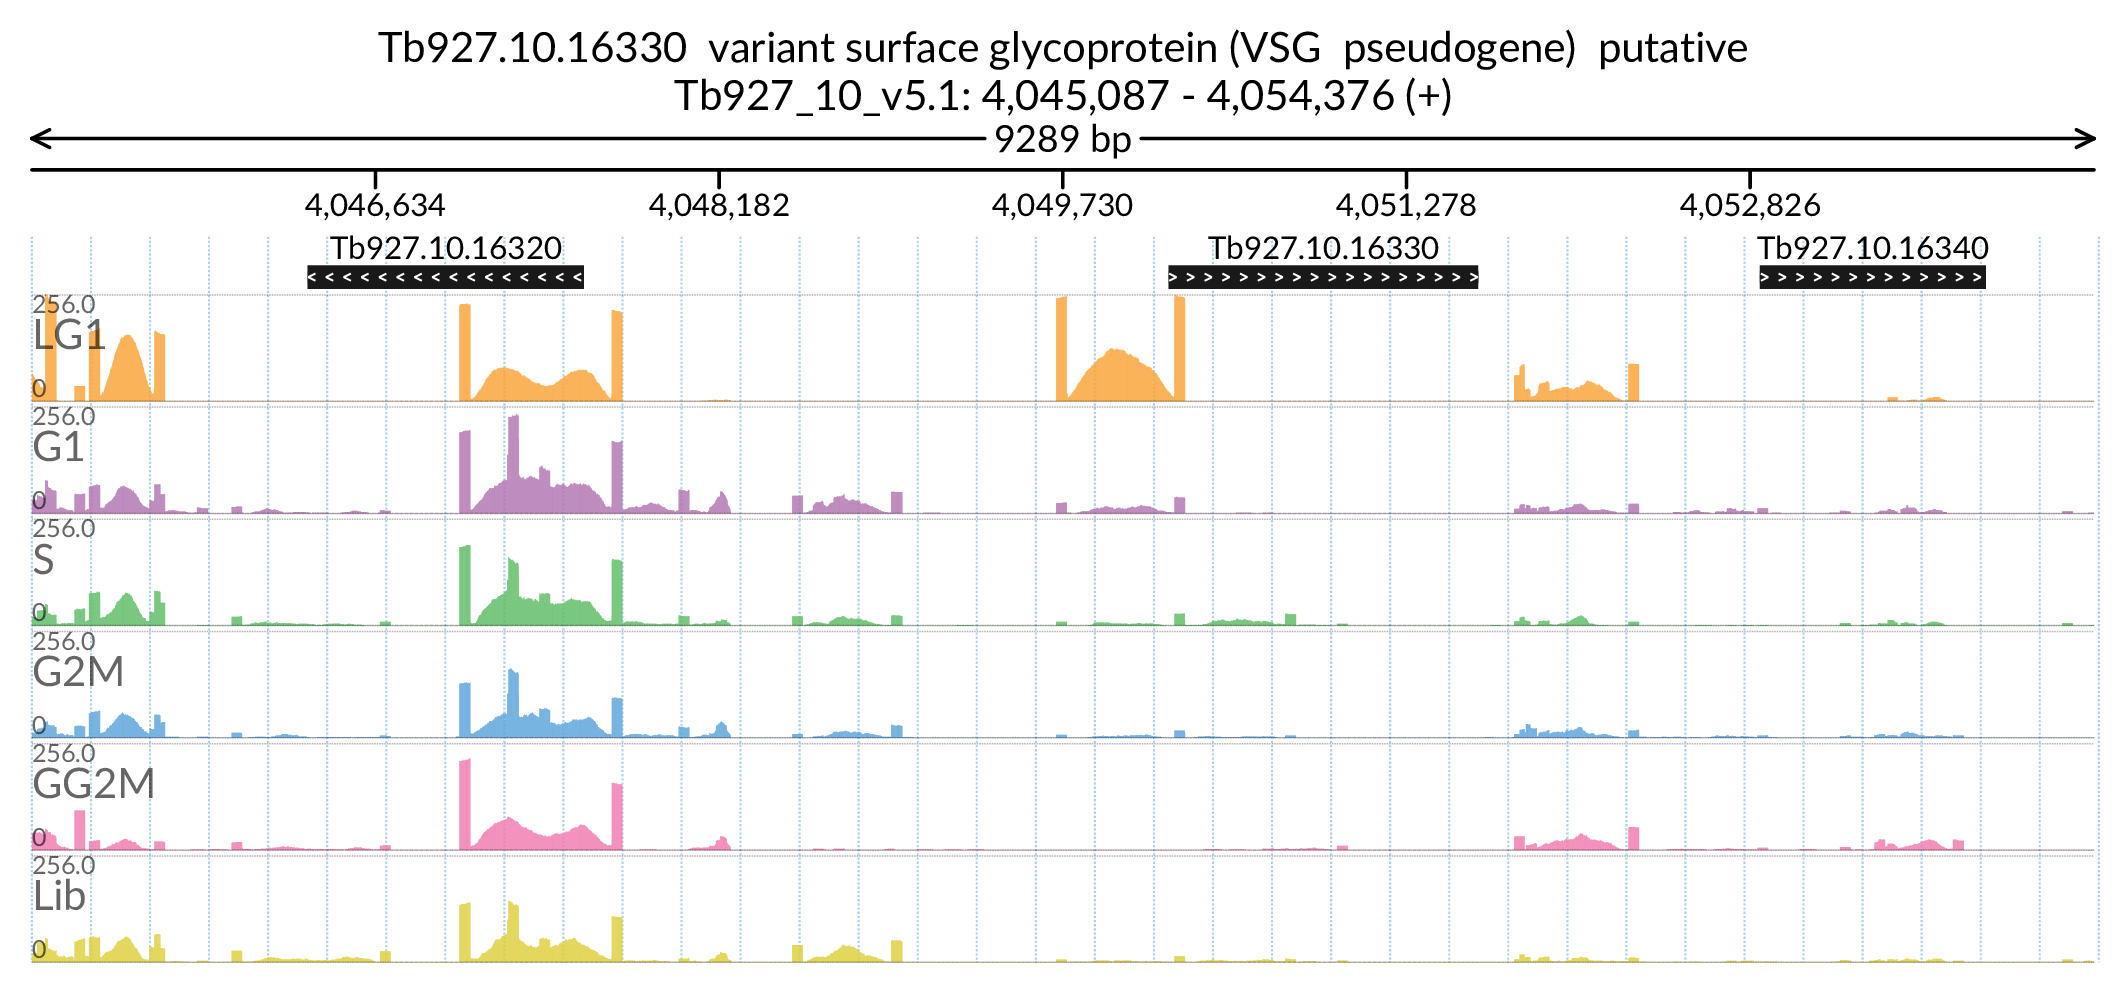 Tb927.10.16330  variant surface glycoprotein (VSG  pseudogene)  putative
Tb927_10_v5.1: 4,045,087 - 4,054,376 (+)
9289 bp
4,046,634 4,048,182 4,049,730 4,051,278 4,052,826
Tb927.10.16320 Tb927.10.16330 Tb927.10.16340
256.0
LG1
0
256.0
G1
0
256.0
S
0
256.0
G2M
0
256.0
GG2M
0
256.0
Lib
0